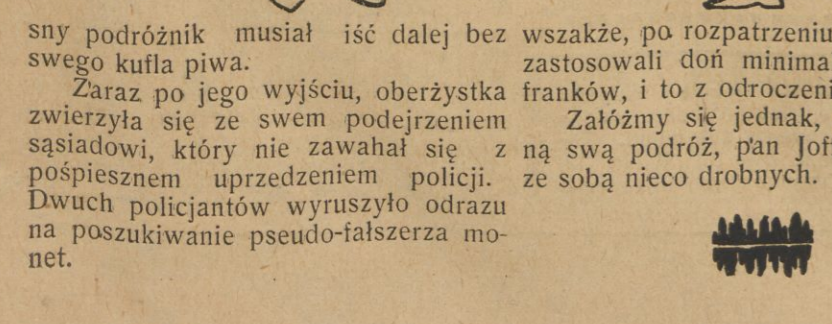 sny podróżnik musiał iść dalej bez
swego kufla piwa.
Zaraz po jego wyjściu, oberżystka
zwierzyła się ze swem podejrzeniem
sąsiadowi, który nie zawahał się z
pośpiesznem uprzedzeniem policji.
Dwuch policjantów wyruszyło odrazu
na poszukiwanie pseudo-fałszerza mo-
net.
wszakże, po rozpatrzeniu
zastosowali doń minima
franków, i to z odroczeni
Załóżmy się jednak,
ną swą podróż, pan Jof
ze sobą nieco drobnych.